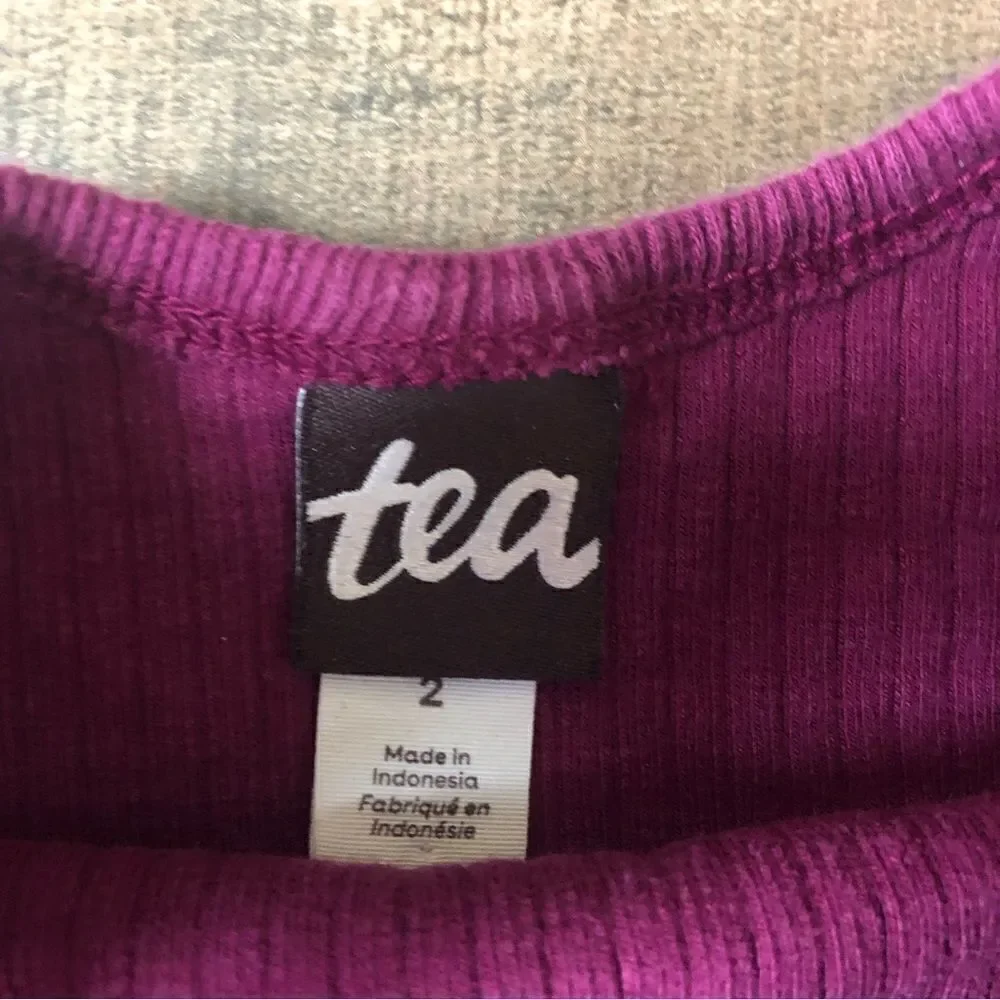 tea
2
Made in
Indonesia
Fabriqué en
Indonésie